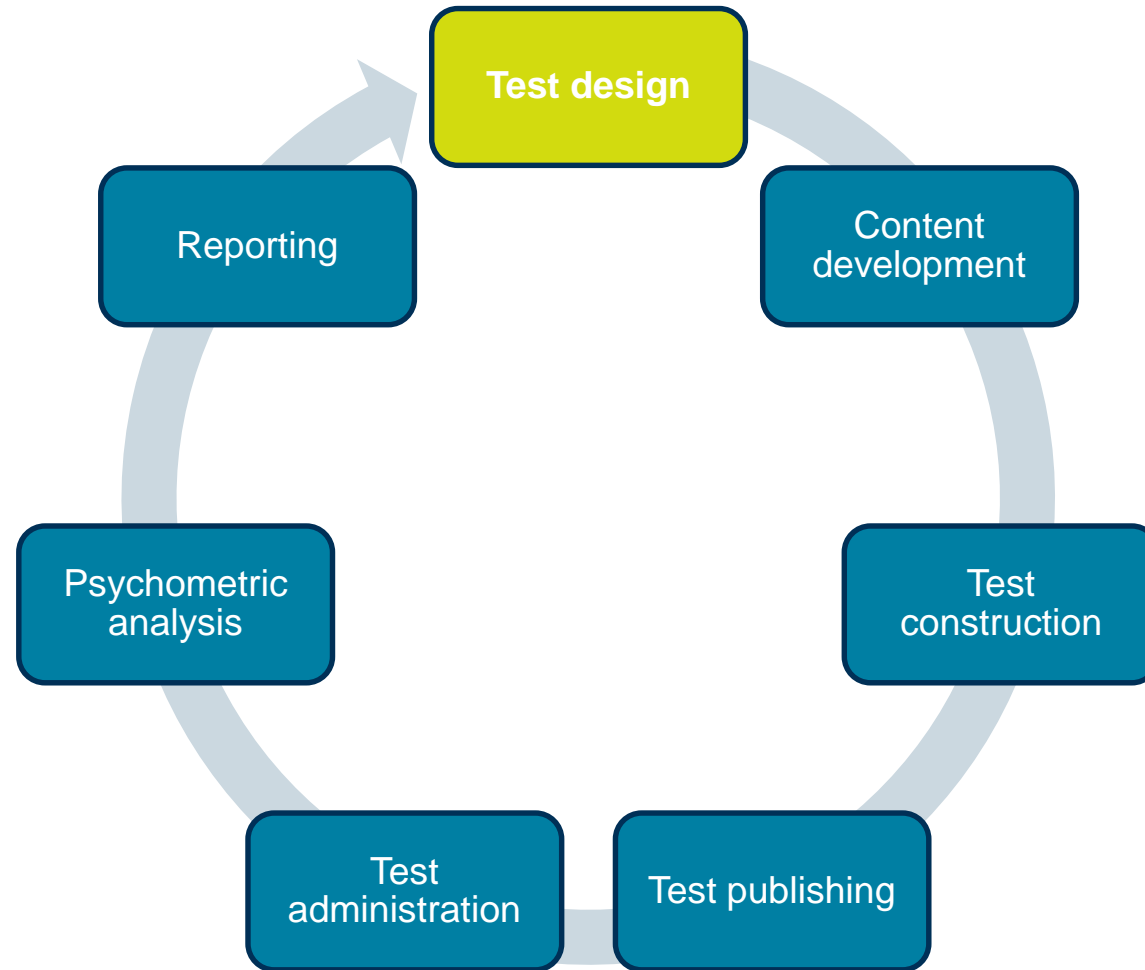 Test design
Content
development
Test
construction
Test publishing
Test
administration
Psychometric
analysis
Reporting